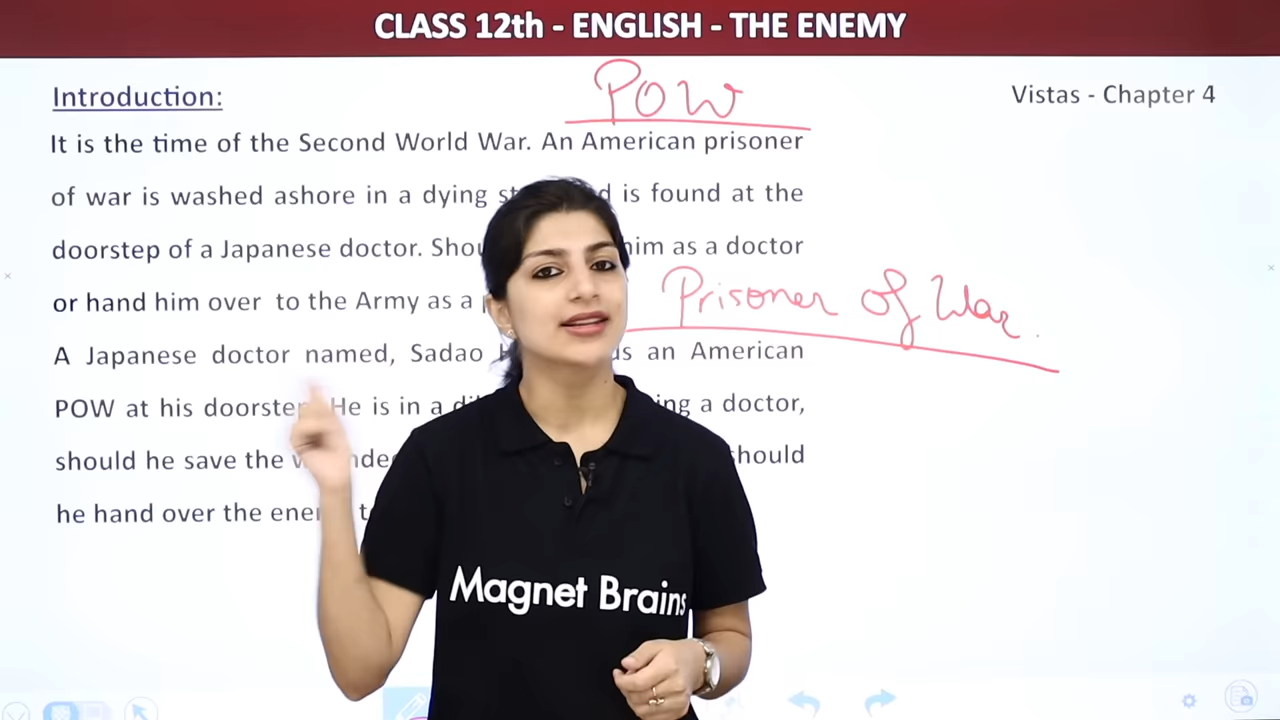 CLASS 12th - ENGLISH - THE ENEMY
Introduction:
POW
Vistas - Chapter 4
It is the time of the Second World War. An American prisoner
of war is washed ashore in a dying is found at the
doorstep of a Japanese doctor. him as a doctor
or hand him over to the Army as a
Prisoner of War.
A Japanese doctor named, Sadao an American
POW at his doorstep. He is in a a doctor,
should he save the should
he hand over the
Magnet Brains